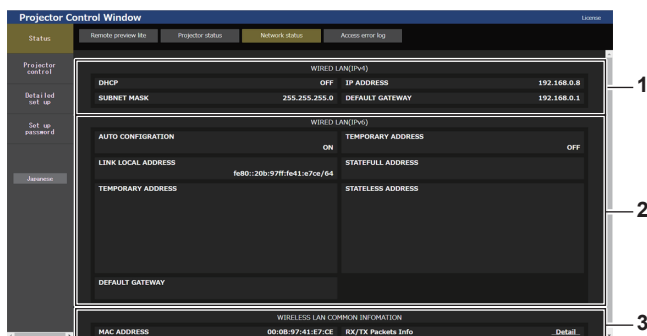 Projector Control Window License
Status Remote preview lite Projector status Network status Access error log
Projector
control
Detailed
set up
Set up
password
Japanese
WIRED LAN(IPv4)
DHCP OFF IP ADDRESS 192.168.0.8
SUBNET MASK 255.255.255.0 DEFAULT GATEWAY 192.168.0.1
1
WIRED LAN(IPv6)
AUTO CONFIGRATION TEMPORARY ADDRESS
ON OFF
LINK LOCAL ADDRESS STATEFULL ADDRESS
fe80::20b:97ff:fe41:e7ce/64
TEMPORARY ADDRESS STATELESS ADDRESS
2
DEFAULT GATEWAY
WIRELESS LAN COMMON INFOMATION
3
MAC ADDRESS 00:0B:97:41:E7:CE RX/TX Packets Info Detail